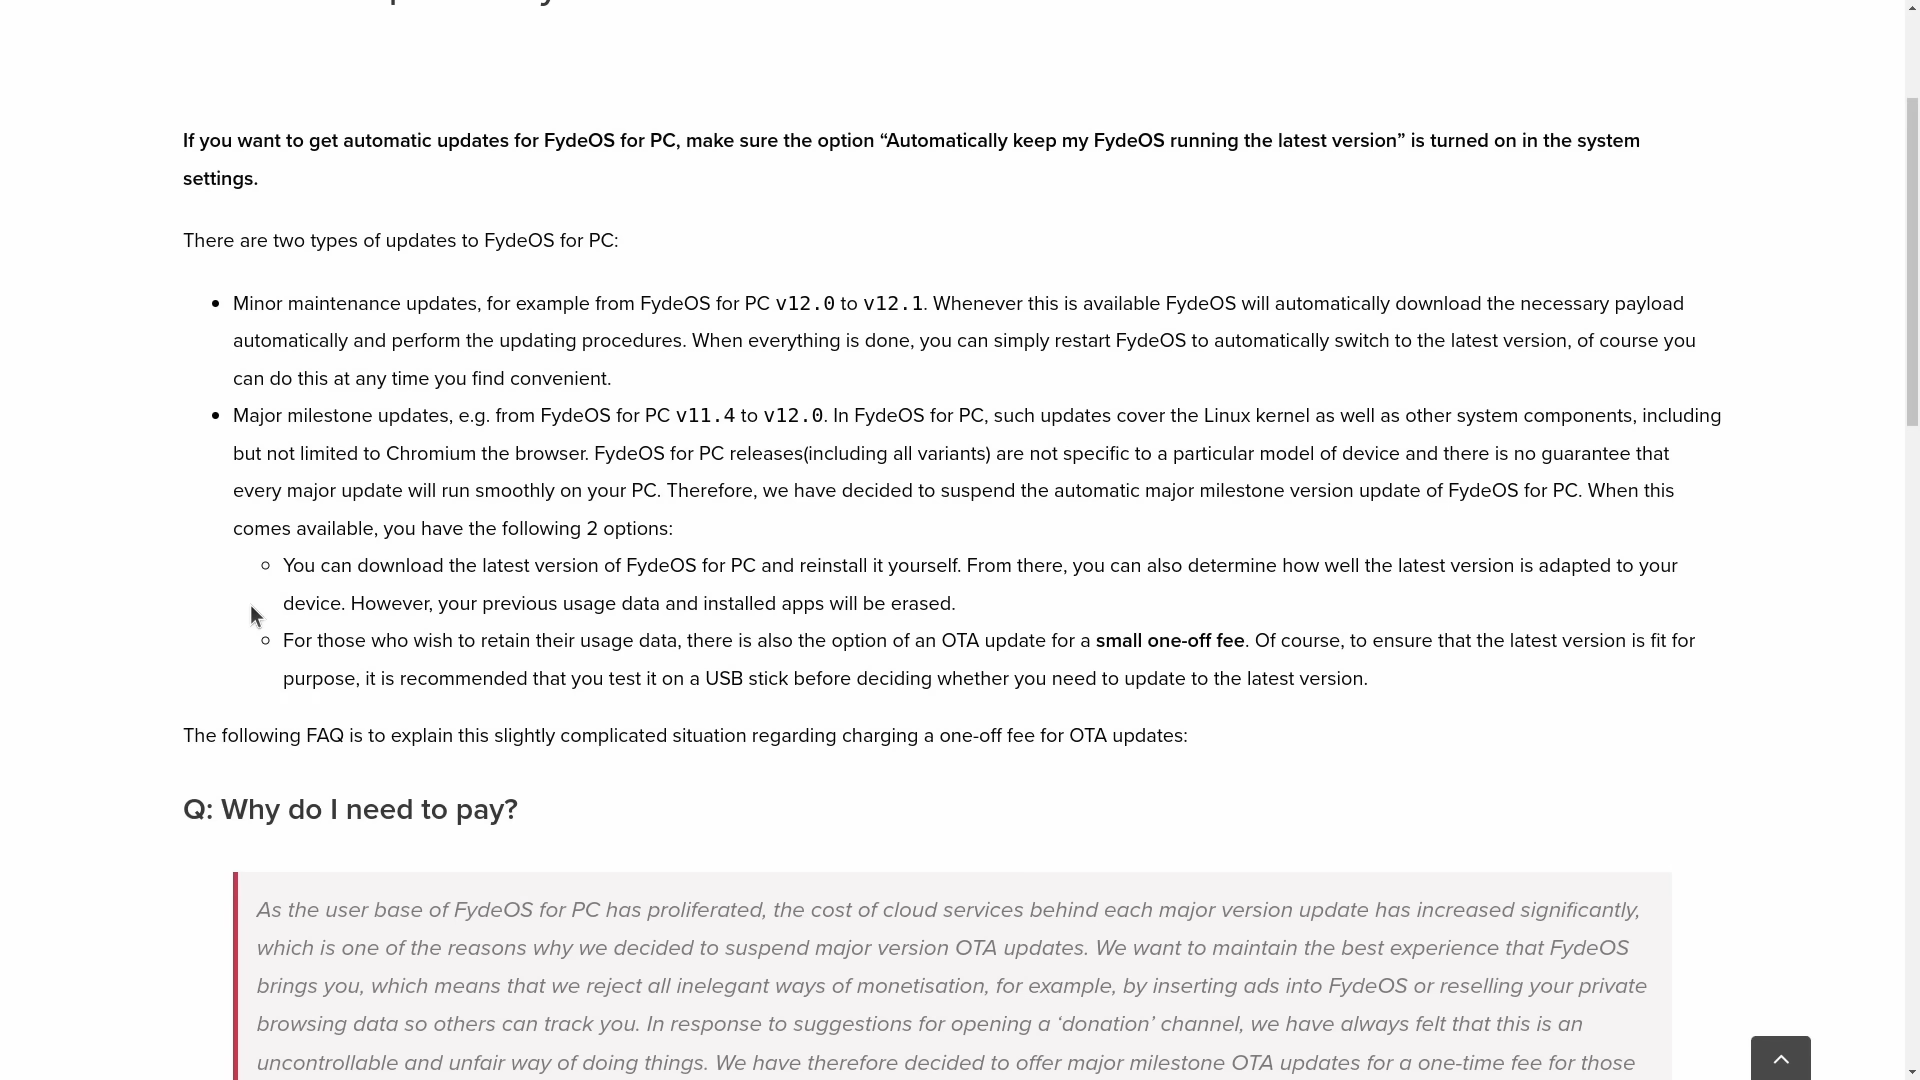 If you want to get automatic updates for FydeOS for PC, make sure the option “Automatically keep my FydeOS running the latest version” is turned on in the system
settings.
There are two types of updates to FydeOS for PC:
Minor maintenance updates, for example from FydeOS for PC v12.0 to v12.1. Whenever this is available FydeOS will automatically download the necessary payload
automatically and perform the updating procedures. When everything is done, you can simply restart FydeOS to automatically switch to the latest version, of course you
can do this at any time you find convenient.
Major milestone updates, e.g. from FydeOS for PC v11.4 to v12.0. In FydeOS for PC, such updates cover the Linux kernel as well as other system components, including
but not limited to Chromium the browser. FydeOS for PC releases(including all variants) are not specific to a particular model of device and there is no guarantee that
every major update will run smoothly on your PC. Therefore, we have decided to suspend the automatic major milestone version update of FydeOS for PC. When this
comes available, you have the following 2 options:
You can download the latest version of FydeOS for PC and reinstall it yourself. From there, you can also determine how well the latest version is adapted to your
device. However, your previous usage data and installed apps will be erased.
For those who wish to retain their usage data, there is also the option of an OTA update for a small one-off fee. Of course, to ensure that the latest version is fit for
purpose, it is recommended that you test it on a USB stick before deciding whether you need to update to the latest version.
The following FAQ is to explain this slightly complicated situation regarding charging a one-off fee for OTA updates:
Q: Why do I need to pay?
As the user base of FydeOS for PC has proliferated, the cost of cloud services behind each major version update has increased significantly,
which is one of the reasons why we decided to suspend major version OTA updates. We want to maintain the best experience that FydeOS
brings you, which means that we reject all inelegant ways of monetisation, for example, by inserting ads into FydeOS or reselling your private
browsing data so others can track you. In response to suggestions for opening a ‘donation’ channel, we have always felt that this is an
uncontrollable and unfair way of doing things. We have therefore decided to offer major milestone OTA updates for a one-time fee for those